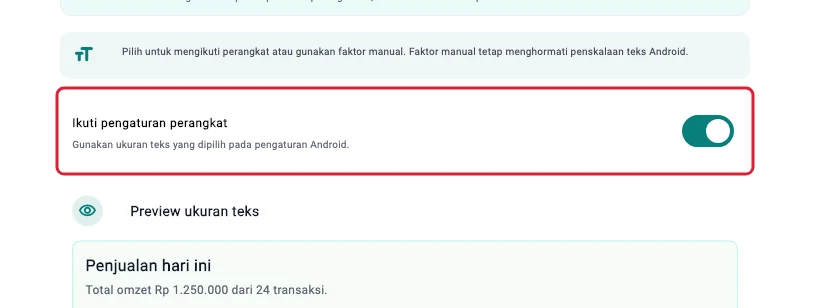 Pilih untuk mengikuti perangkat atau gunakan faktor manual. Faktor manual tetap menghormati penskalaan teks Android.
Ikuti pengaturan perangkat
Gunakan ukuran teks yang dipilih pada pengaturan Android.
Preview ukuran teks
Penjualan hari ini
Total omzet Rp 1.250.000 dari 24 transaksi.